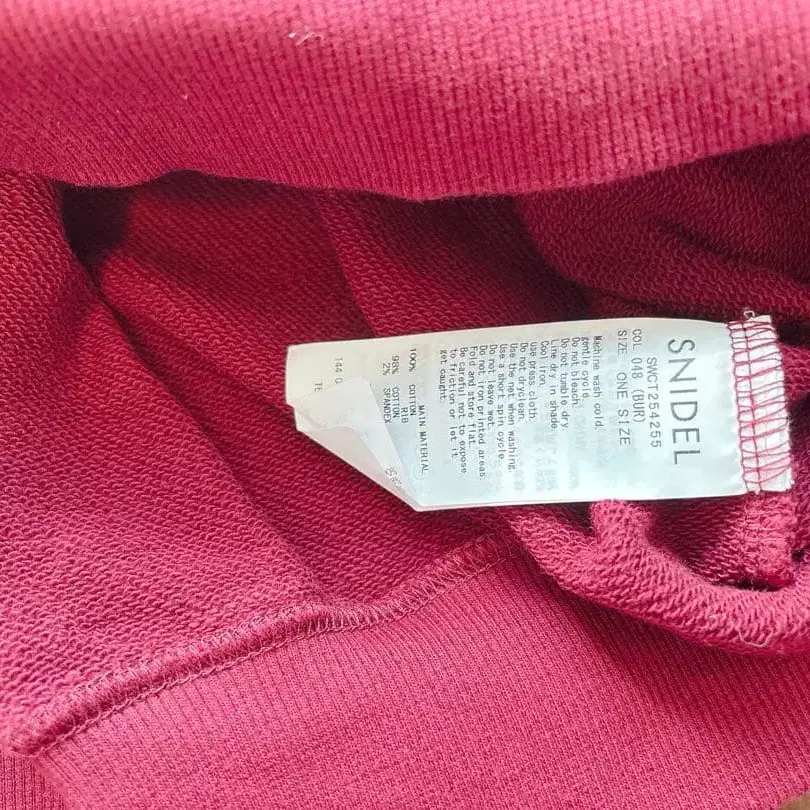 SNIDEL
SWCT254255
COL 048 (BUR)
SIZE ONE SIZE
Machine wash cold,
gentle cycle.
Do not bleach.
Do not tumble dry.
Line dry in shade.
Cool iron.
Use press cloth.
Do not dryclean.
Use the net when washing.
Use a short spin cycle.
Do not leave wet.
Do not iron printed areas.
Fold and store flat.
Be careful not to expose
to friction or let it
get caught.
MAIN MATERIAL
100% COTTON
RIB
98% COTTON
2% SPANDEX
144